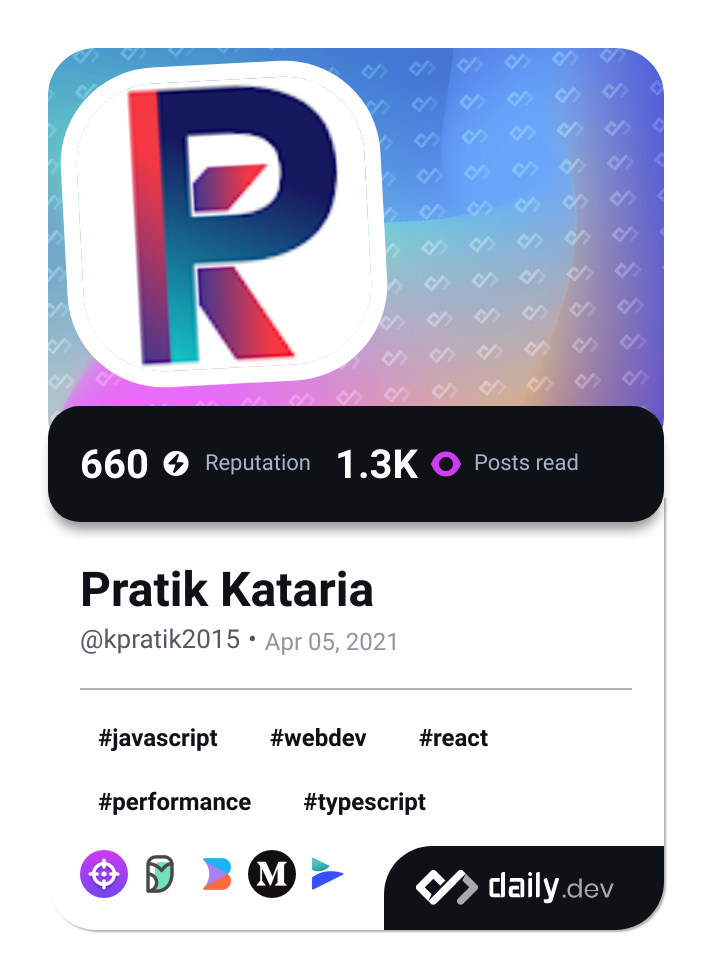 660 Reputation 1.3K Posts read
Pratik Kataria
@kpratik2015 • Apr 05, 2021
#javascript #webdev #react
#performance #typescript
M
daily.dev